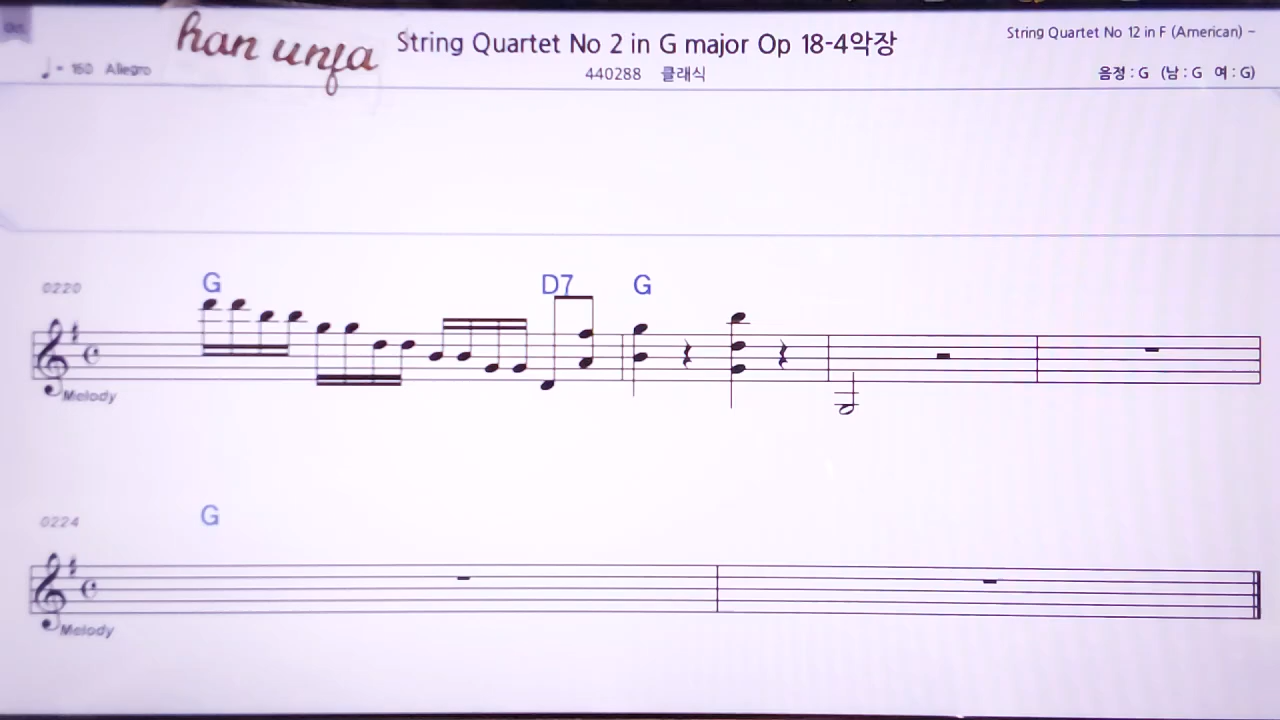 han unja
String Quartet No 2 in G major Op 18-4악장
String Quartet No 12 in F (American) ~
♩ = 160 Allegro
440288 클래식
음정 : G (남 : G 여 : G)
0220
G D7 G
Melody
0224
G
Melody